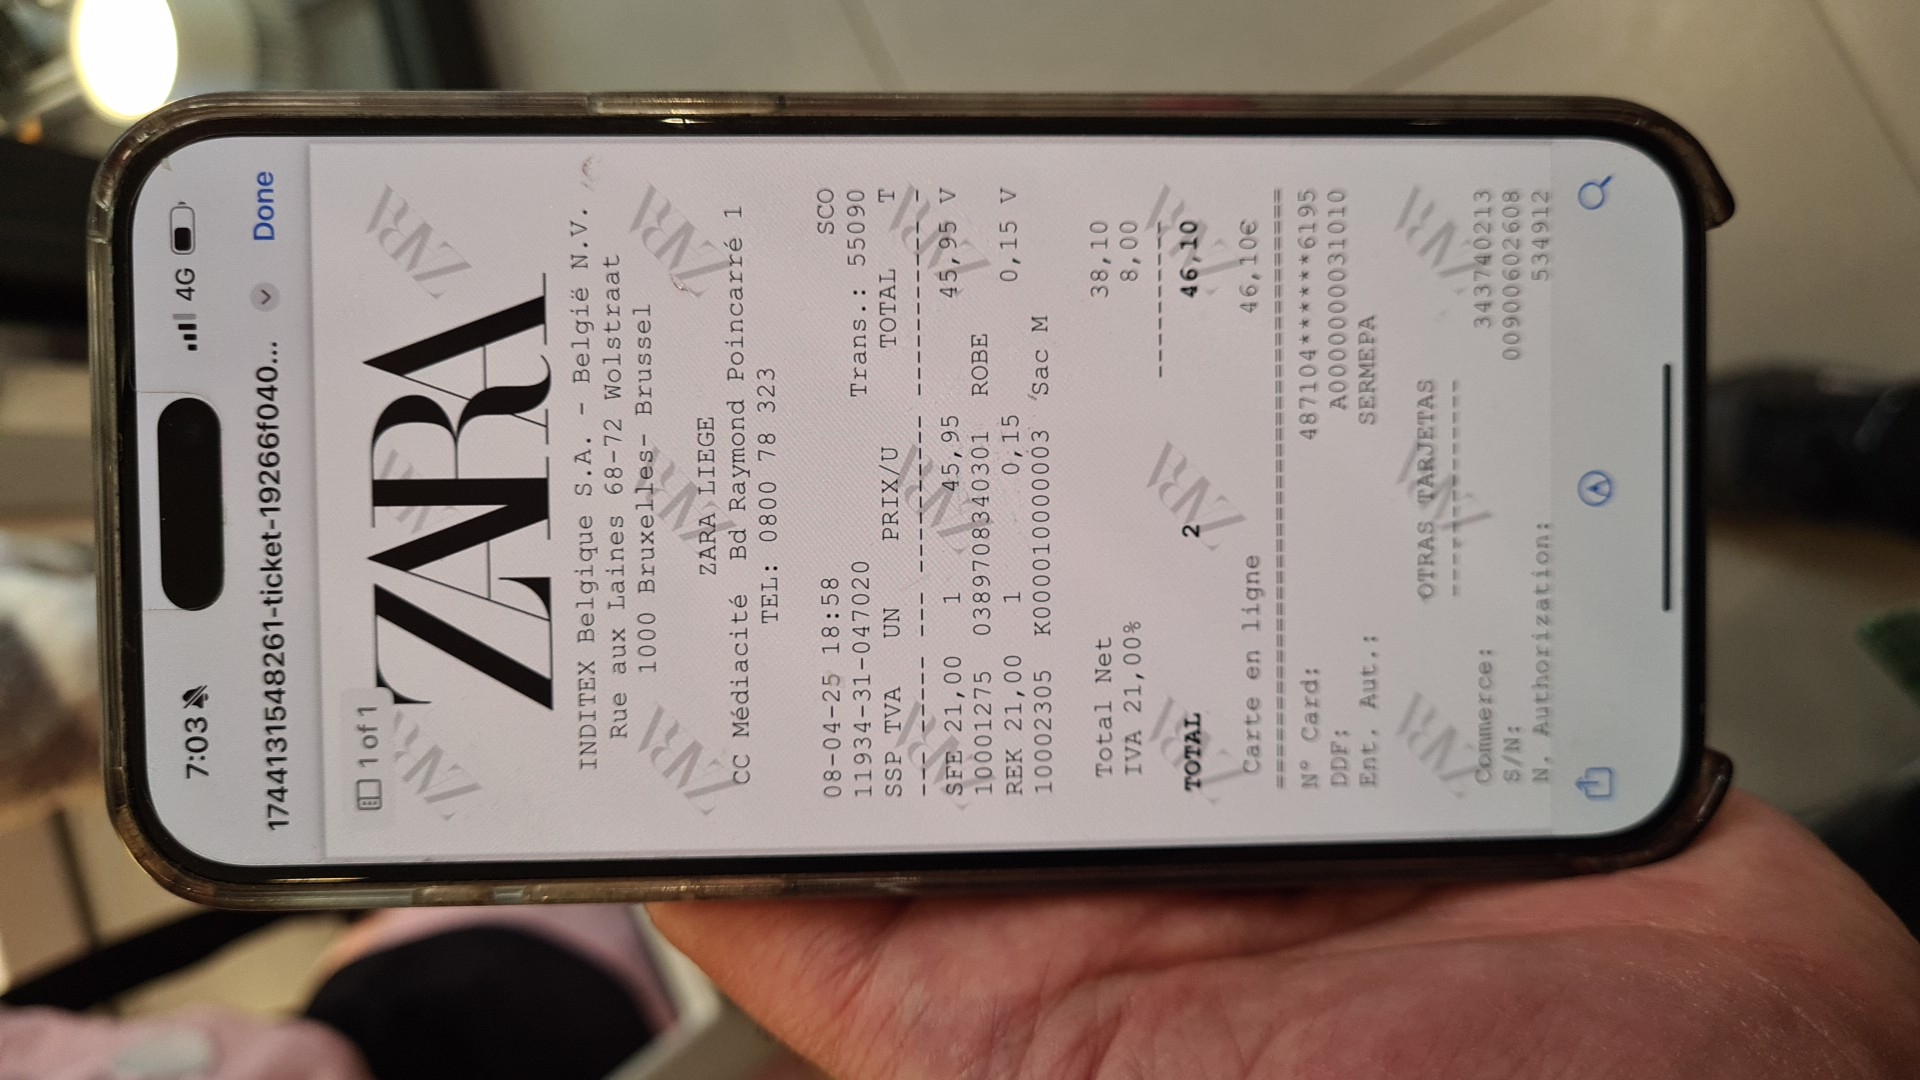 7:03 4G
1744131548261-ticket-19266f040... Done
1 of 1
ZARA
INDITEX Belgique S.A. - België N.V.
Rue aux Laines 68-72 Wolstraat
1000 Bruxelles- Brussel
ZARA LIEGE
CC Médiacité Bd Raymond Poincarré 1
TEL: 0800 78 323
08-04-25 18:58 SCO
11934-31-047020 Trans.: 55090
SSP TVA UN PRIX/U TOTAL T
--- ----- --- ----------- ------------ -
SFE 21,00 1 45,95 45,95 V
10001275 0389708340301 ROBE
REK 21,00 1 0,15 0,15 V
10002305 K000010000003 'Sac M
Total Net 38,10
IVA 21,00% 8,00
-----------
TOTAL 2 46,10
Carte en ligne 46,10€
========================================
Nº Card: 487104******6195
DDF: A0000000031010
Ent. Aut.: SERMEPA
OTRAS TARJETAS
--------------
Commerce: 343740213
S/N: 00900602608
N. Authorization: 534912